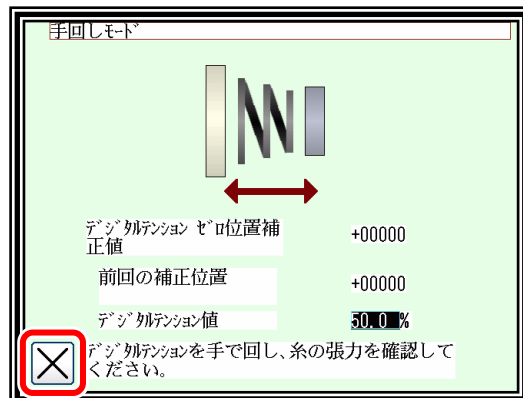 手回しモード
デジタルテンション ゼロ位置補
正値
+00000
前回の補正位置
+00000
デジタルテンション値
50.0 %
デジタルテンションを手で回し、糸の張力を確認して
ください。